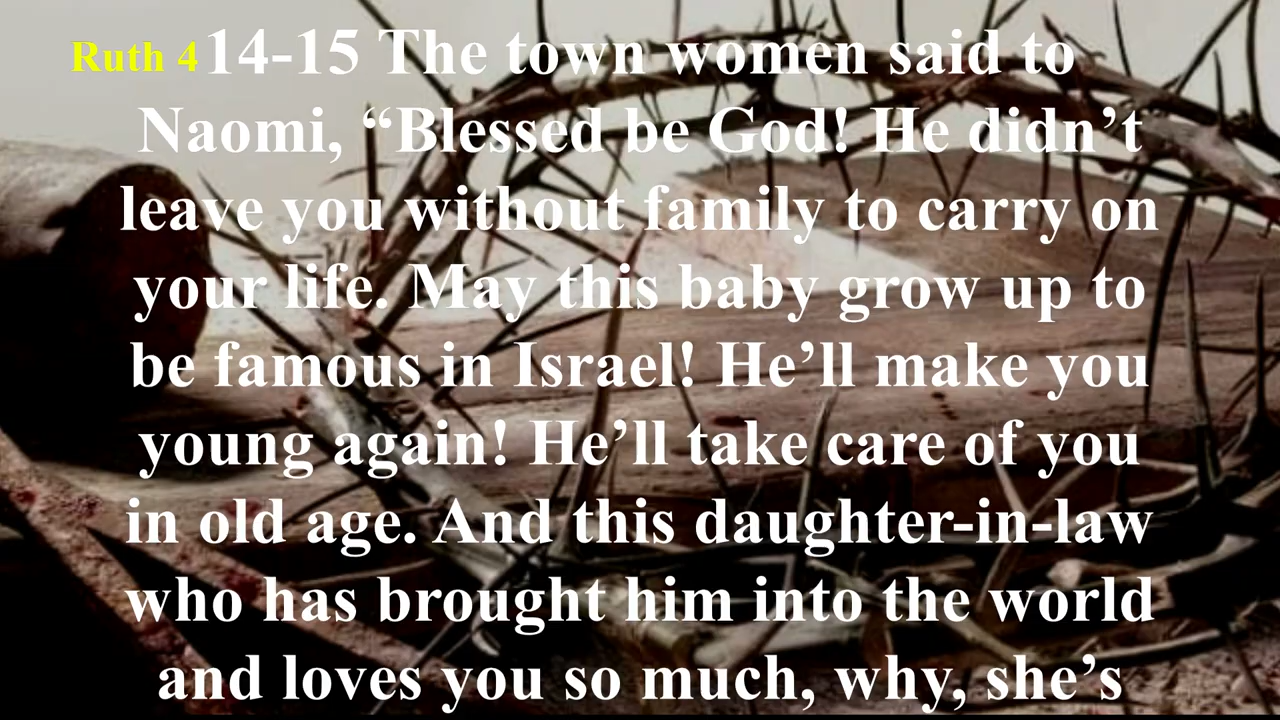 Ruth 4 14-15 The town women said to
Naomi, “Blessed be God! He didn’t
leave you without family to carry on
your life. May this baby grow up to
be famous in Israel! He’ll make you
young again! He’ll take care of you
in old age. And this daughter-in-law
who has brought him into the world
and loves you so much, why, she’s